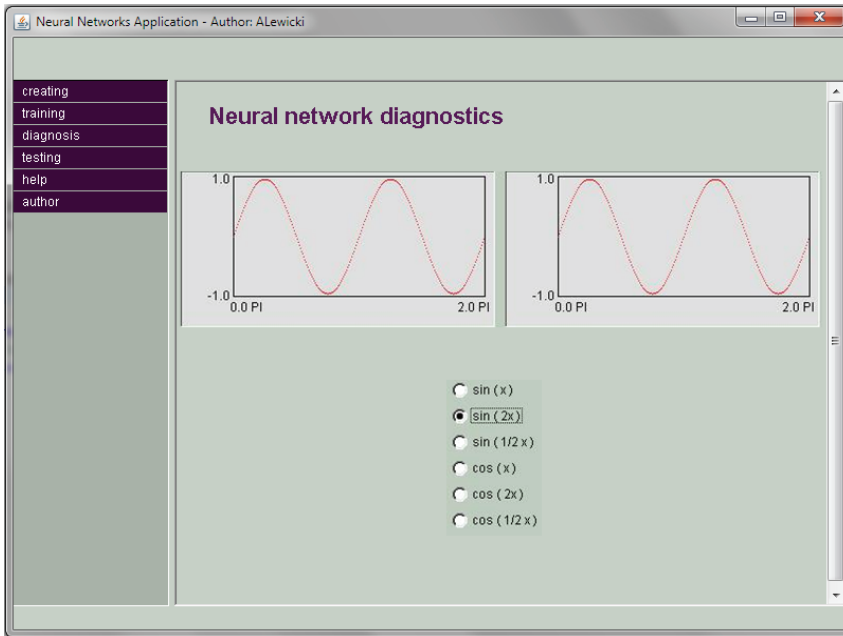 Neural Networks Application - Author: ALewicki
creating
training
diagnosis
testing
help
author
Neural network diagnostics
1.0
-1.0
0.0 PI 2.0 PI
1.0
-1.0
0.0 PI 2.0 PI
sin (x)
sin (2x)
sin (1/2 x)
cos (x)
cos (2x)
cos (1/2 x)